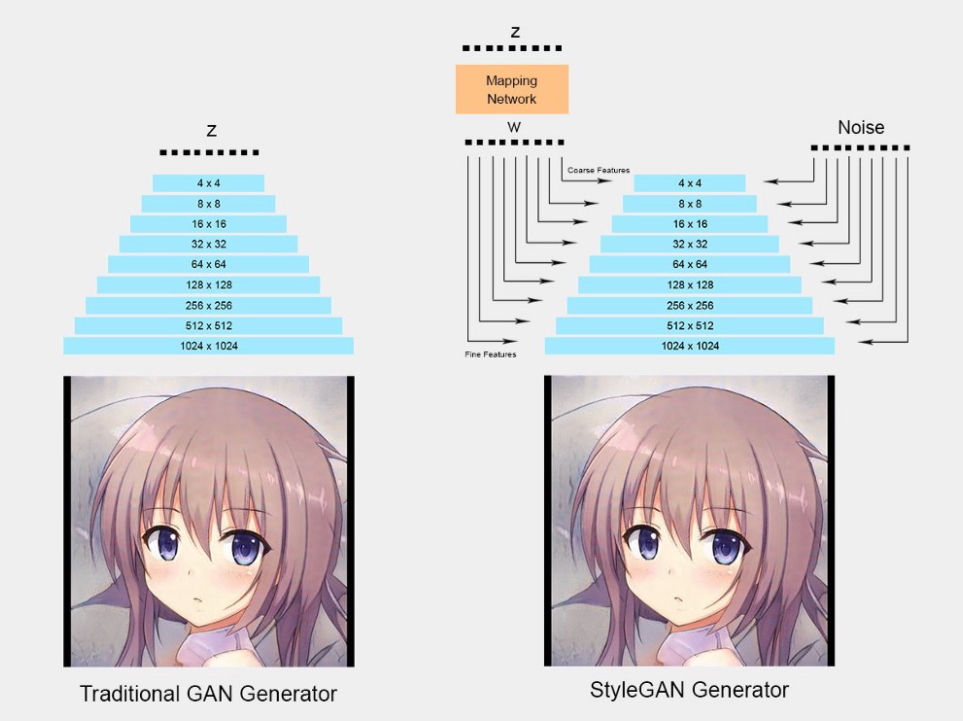 Z
4 x 4
8 x 8
16 x 16
32 x 32
64 x 64
128 x 128
256 x 256
512 x 512
1024 x 1024
Traditional GAN Generator
Z
Mapping
Network
W
Noise
Coarse Features
4 x 4
8 x 8
16 x 16
32 x 32
64 x 64
128 x 128
256 x 256
512 x 512
1024 x 1024
Fine Features
StyleGAN Generator